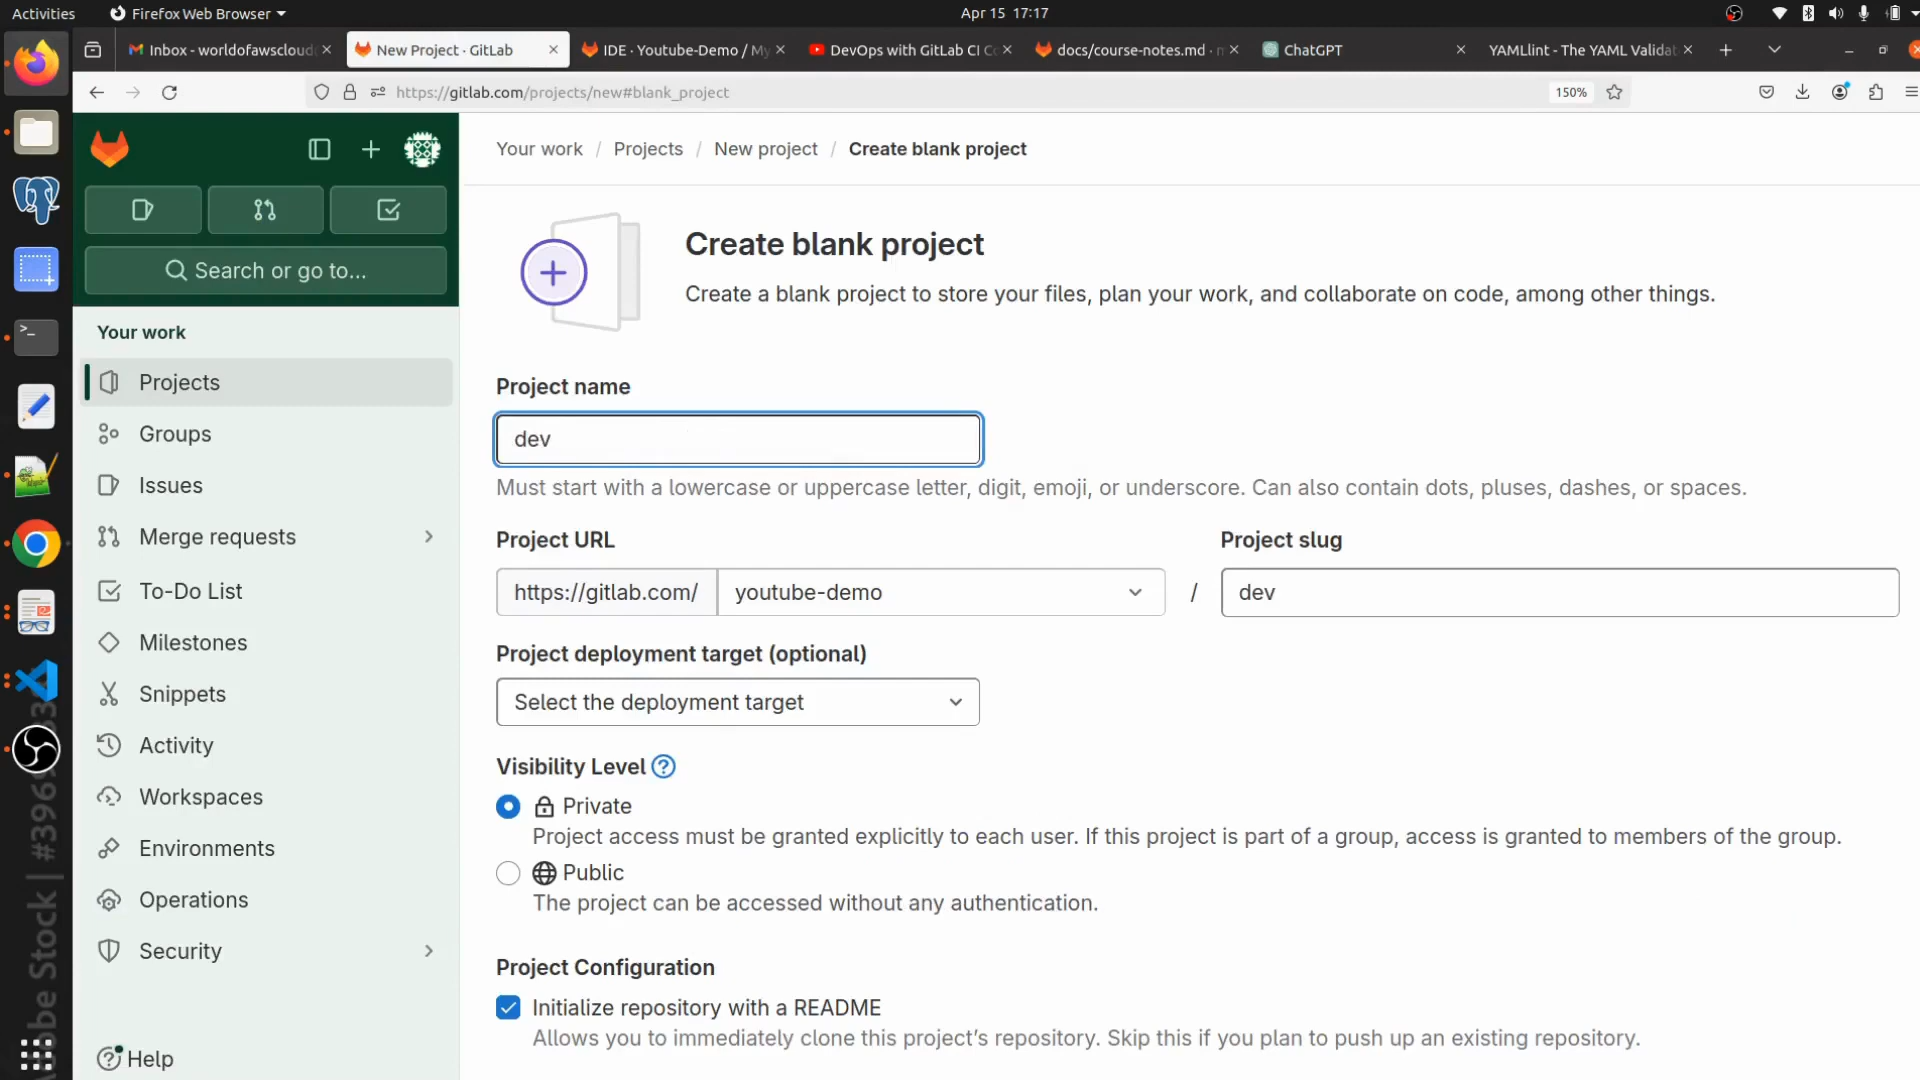 Activities
Firefox Web Browser
Apr 15 17:17
Inbox - worldofawscloud
New Project · GitLab
IDE · Youtube-Demo / My
DevOps with GitLab CI Co
docs/course-notes.md · m
ChatGPT
YAMLlint - The YAML Validat
https://gitlab.com/projects/new#blank_project
150%
Your work / Projects / New project / Create blank project
Search or go to...
Your work
Projects
Groups
Issues
Merge requests
To-Do List
Milestones
Snippets
Activity
Workspaces
Environments
Operations
Security
Help
Create blank project
Create a blank project to store your files, plan your work, and collaborate on code, among other things.
Project name
dev
Must start with a lowercase or uppercase letter, digit, emoji, or underscore. Can also contain dots, pluses, dashes, or spaces.
Project URL
https://gitlab.com/
youtube-demo
/
Project slug
dev
Project deployment target (optional)
Select the deployment target
Visibility Level
Private
Project access must be granted explicitly to each user. If this project is part of a group, access is granted to members of the group.
Public
The project can be accessed without any authentication.
Project Configuration
Initialize repository with a README
Allows you to immediately clone this project’s repository. Skip this if you plan to push up an existing repository.